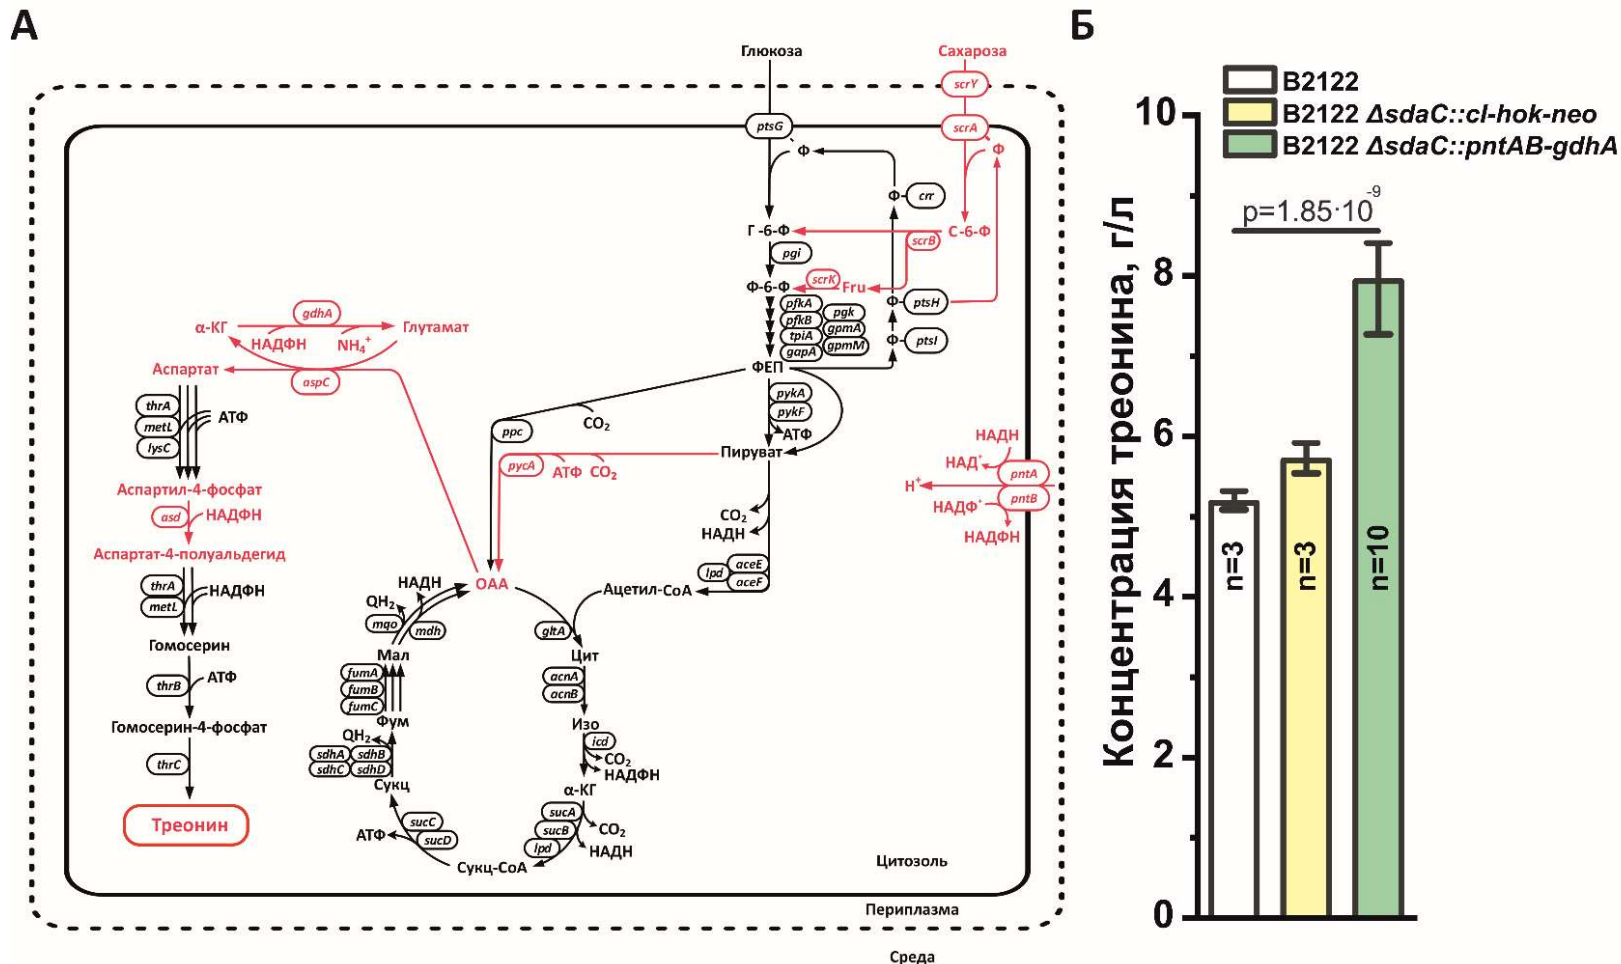 А
Глюкоза
Сахароза
scrY
ptsG
scrA
Ф
Ф
Ф
crr
Г -6-Ф
С-6-Ф
scrB
pgi
Ф-6-Ф
scrK
Fru
Ф
ptsH
pfkA
pfkB
tpiA
gapA
pgk
gpmA
gpmM
Ф
ptsI
ФЕП
α-КГ
gdhA
Глутамат
НАДФН
NH4+
Аспартат
aspC
thrA
metL
lysC
АТФ
ppc
CO2
pykA
pykF
АТФ
Пируват
pycA
АТФ
CO2
НАДН
НАД+
pntA
H+
pntB
НАДФ+
НАДФН
Аспартил-4-фосфат
asd
НАДФН
Аспартат-4-полуальдегид
CO2
НАДН
thrA
metL
НАДФН
lpd
aceE
aceF
Ацетил-СоА
НАДН
ОАА
QH2
mqo
mdh
gltA
Гомосерин
Мал
Цит
thrB
АТФ
fumA
fumB
fumC
acnA
acnB
Гомосерин-4-фосфат
Фум
Изо
QH2
icd
CO2
НАДФН
thrC
sdhA
sdhB
sdhC
sdhD
Сукц
α-КГ
Треонин
sucA
sucB
lpd
CO2
НАДН
АТФ
sucC
sucD
Сукц-СоА
Цитозоль
Периплазма
Среда
Б
B2122
B2122 ΔsdaC::cI-hok-neo
B2122 ΔsdaC::pntAB-gdhA
p=1.85·10-9
Концентрация треонина, г/л
10
8
6
4
2
0
n=3
n=3
n=10